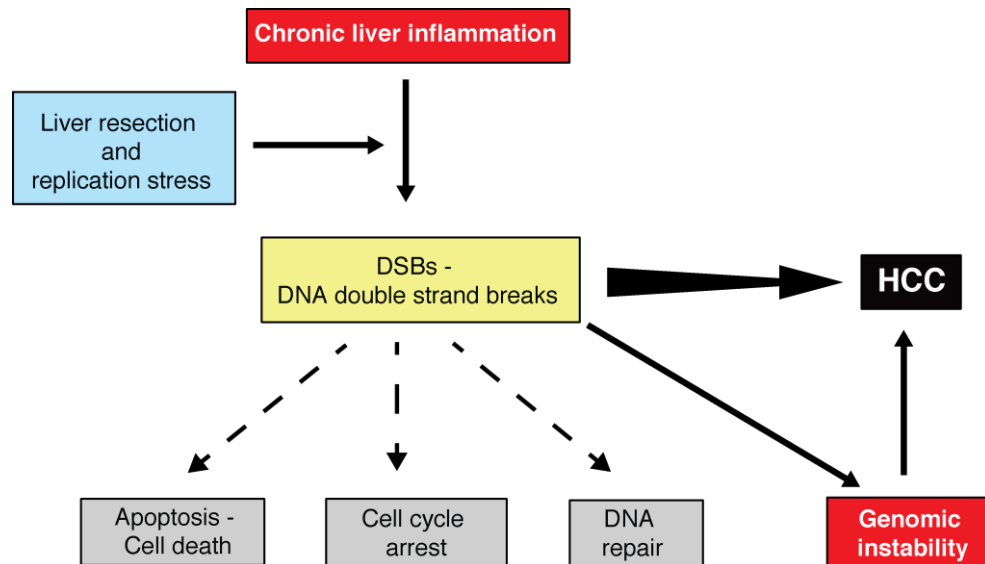 Chronic liver inflammation
Liver resection
and
replication stress
DSBs -
DNA double strand breaks
HCC
Apoptosis -
Cell death
Cell cycle
arrest
DNA
repair
Genomic
instability